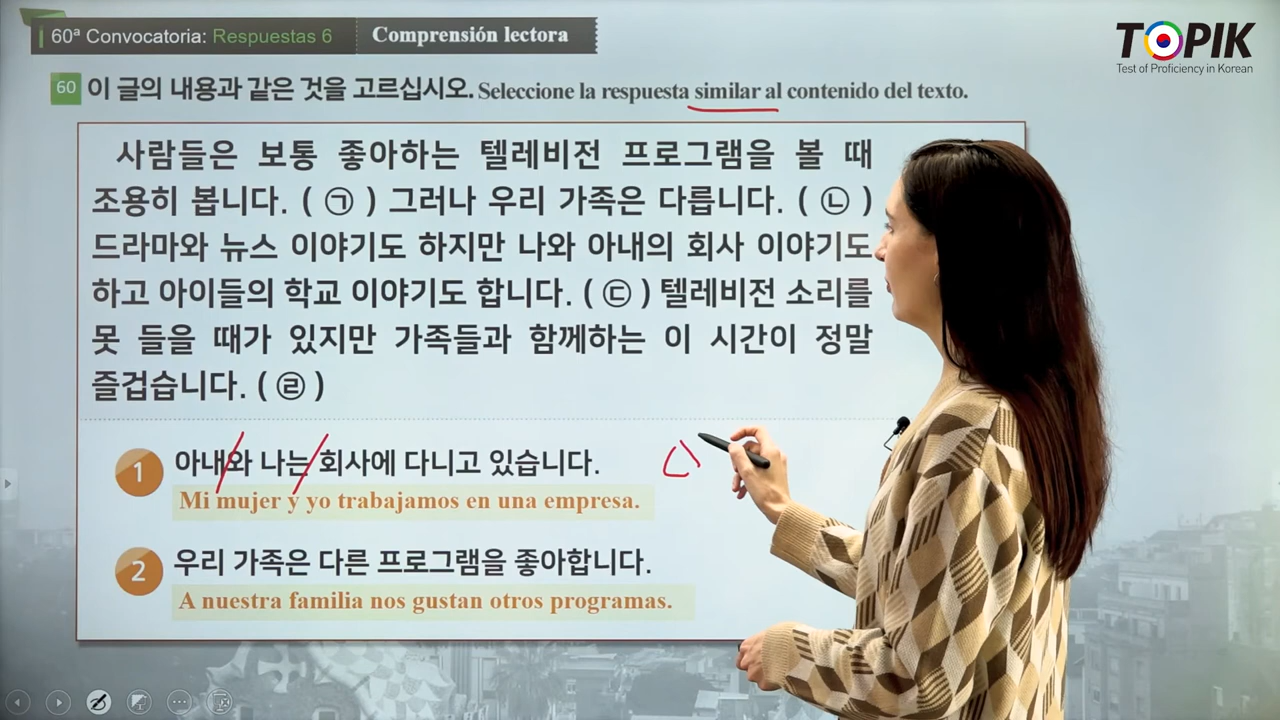 60ª Convocatoria: Respuestas 6 Comprensión lectora
TOPIK
Test of Proficiency in Korean
60 이 글의 내용과 같은 것을 고르십시오. Seleccione la respuesta similar al contenido del texto.
사람들은 보통 좋아하는 텔레비전 프로그램을 볼 때
조용히 봅니다. ( ㉠ ) 그러나 우리 가족은 다릅니다. ( ㉡ )
드라마와 뉴스 이야기도 하지만 나와 아내의 회사 이야기도
하고 아이들의 학교 이야기도 합니다. ( ㉢ ) 텔레비전 소리를
못 들을 때가 있지만 가족들과 함께하는 이 시간이 정말
즐겁습니다. ( ㉣ )
1 아내와 나는 회사에 다니고 있습니다.
Mi mujer y yo trabajamos en una empresa.
2 우리 가족은 다른 프로그램을 좋아합니다.
A nuestra familia nos gustan otros programas.